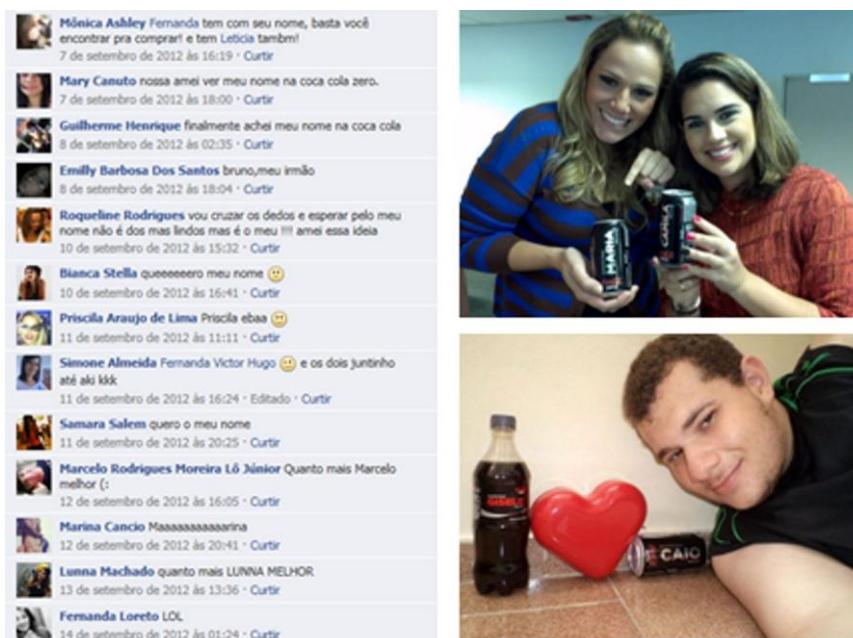 Mônica Ashley Fernanda tem com seu nome, basta você
encontrar pra comprar! e tem Leticia tambm!
7 de setembro de 2012 às 16:19 · Curtir
Mary Canuto nossa amei ver meu nome na coca cola zero.
7 de setembro de 2012 às 18:00 · Curtir
Guilherme Henrique finalmente achei meu nome na coca cola
8 de setembro de 2012 às 02:35 · Curtir
Emilly Barbosa Dos Santos bruno,meu irmão
8 de setembro de 2012 às 18:04 · Curtir
Roqueline Rodrigues vou cruzar os dedos e esperar pelo meu
nome não é dos mas lindos mas é o meu !!! amei essa ideia
10 de setembro de 2012 às 15:32 · Curtir
Bianca Stella queeeeeero meu nome
10 de setembro de 2012 às 16:41 · Curtir
Priscila Araujo de Lima Priscila ebaa
11 de setembro de 2012 às 11:11 · Curtir
Simone Almeida Fernanda Victor Hugo e os dois juntinho
até aki kkk
11 de setembro de 2012 às 16:24 · Editado · Curtir
Samara Salem quero o meu nome
11 de setembro de 2012 às 20:25 · Curtir
Marcelo Rodrigues Moreira Lô Júnior Quanto mais Marcelo
melhor (:
12 de setembro de 2012 às 16:05 · Curtir
Marina Cancio Maaaaaaaaaaarina
12 de setembro de 2012 às 20:41 · Curtir
Lunna Machado quanto mais LUNNA MELHOR
13 de setembro de 2012 às 13:36 · Curtir
Fernanda Loreto LOL
14 de setembro de 2012 às 01:24 · Curtir
MARIA
CAMILA
GISELE
CAIO